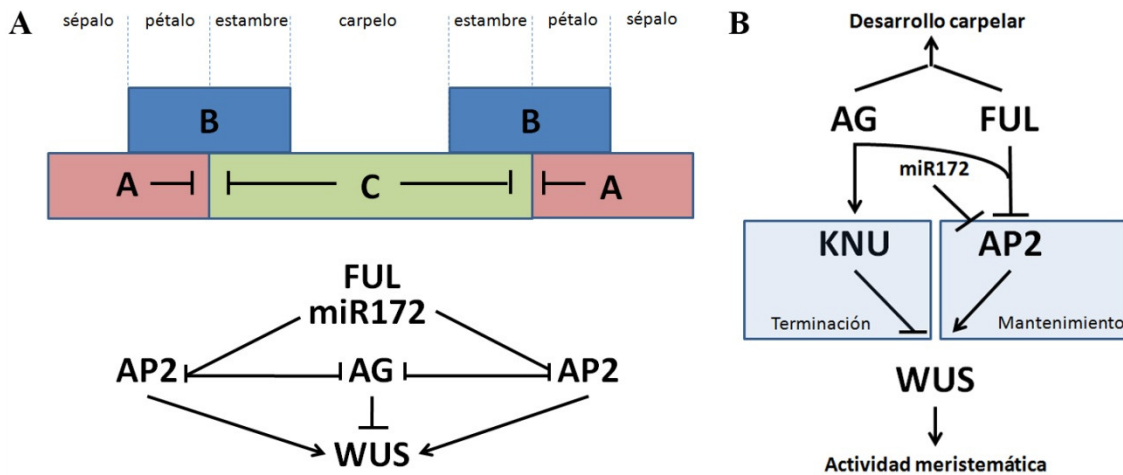 A
sépalo pétalo estambre carpelo estambre pétalo sépalo
B B
A C A
FUL
miR172
AP2 AG AP2
WUS
B
Desarrollo carpelar
AG FUL
miR172
KNU AP2
Terminación Mantenimiento
WUS
Actividad meristemática